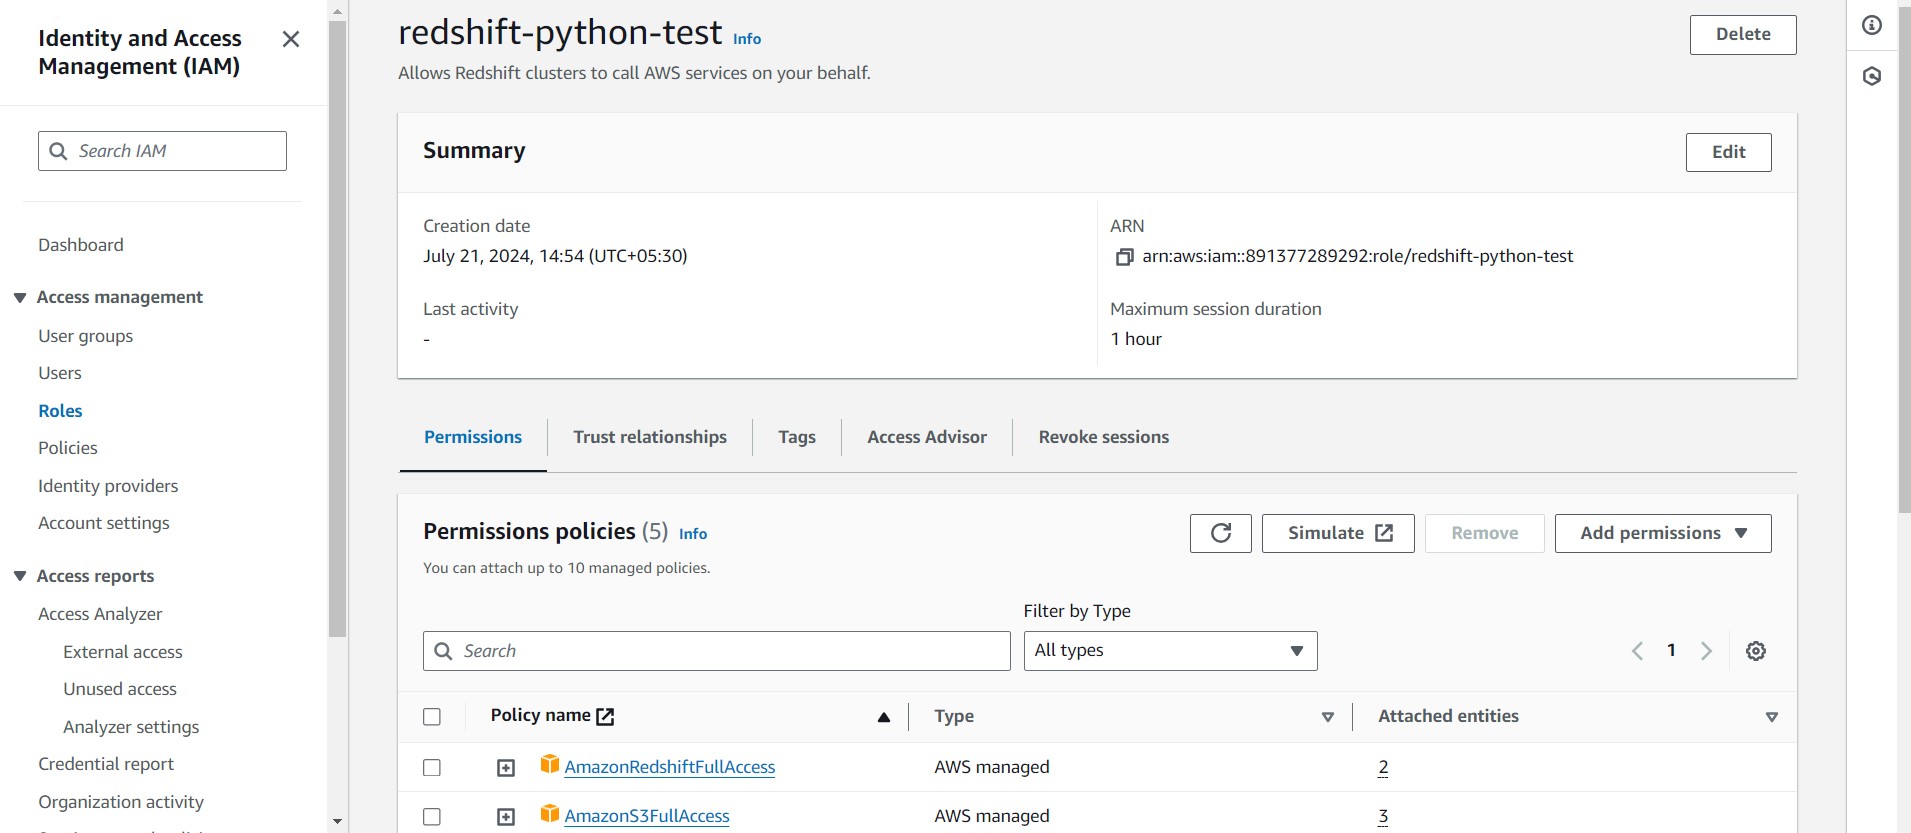 Identity and Access
Management (IAM)
Search IAM
Dashboard
Access management
User groups
Users
Roles
Policies
Identity providers
Account settings
Access reports
Access Analyzer
External access
Unused access
Analyzer settings
Credential report
Organization activity
redshift-python-test Info
Delete
Allows Redshift clusters to call AWS services on your behalf.
Summary
Edit
Creation date
July 21, 2024, 14:54 (UTC+05:30)
ARN
arn:aws:iam::891377289292:role/redshift-python-test
Last activity
-
Maximum session duration
1 hour
Permissions
Trust relationships
Tags
Access Advisor
Revoke sessions
Permissions policies (5) Info
Simulate
Remove
Add permissions
You can attach up to 10 managed policies.
Filter by Type
Search
All types
1
Policy name
Type
Attached entities
AmazonRedshiftFullAccess
AWS managed
2
AmazonS3FullAccess
AWS managed
3